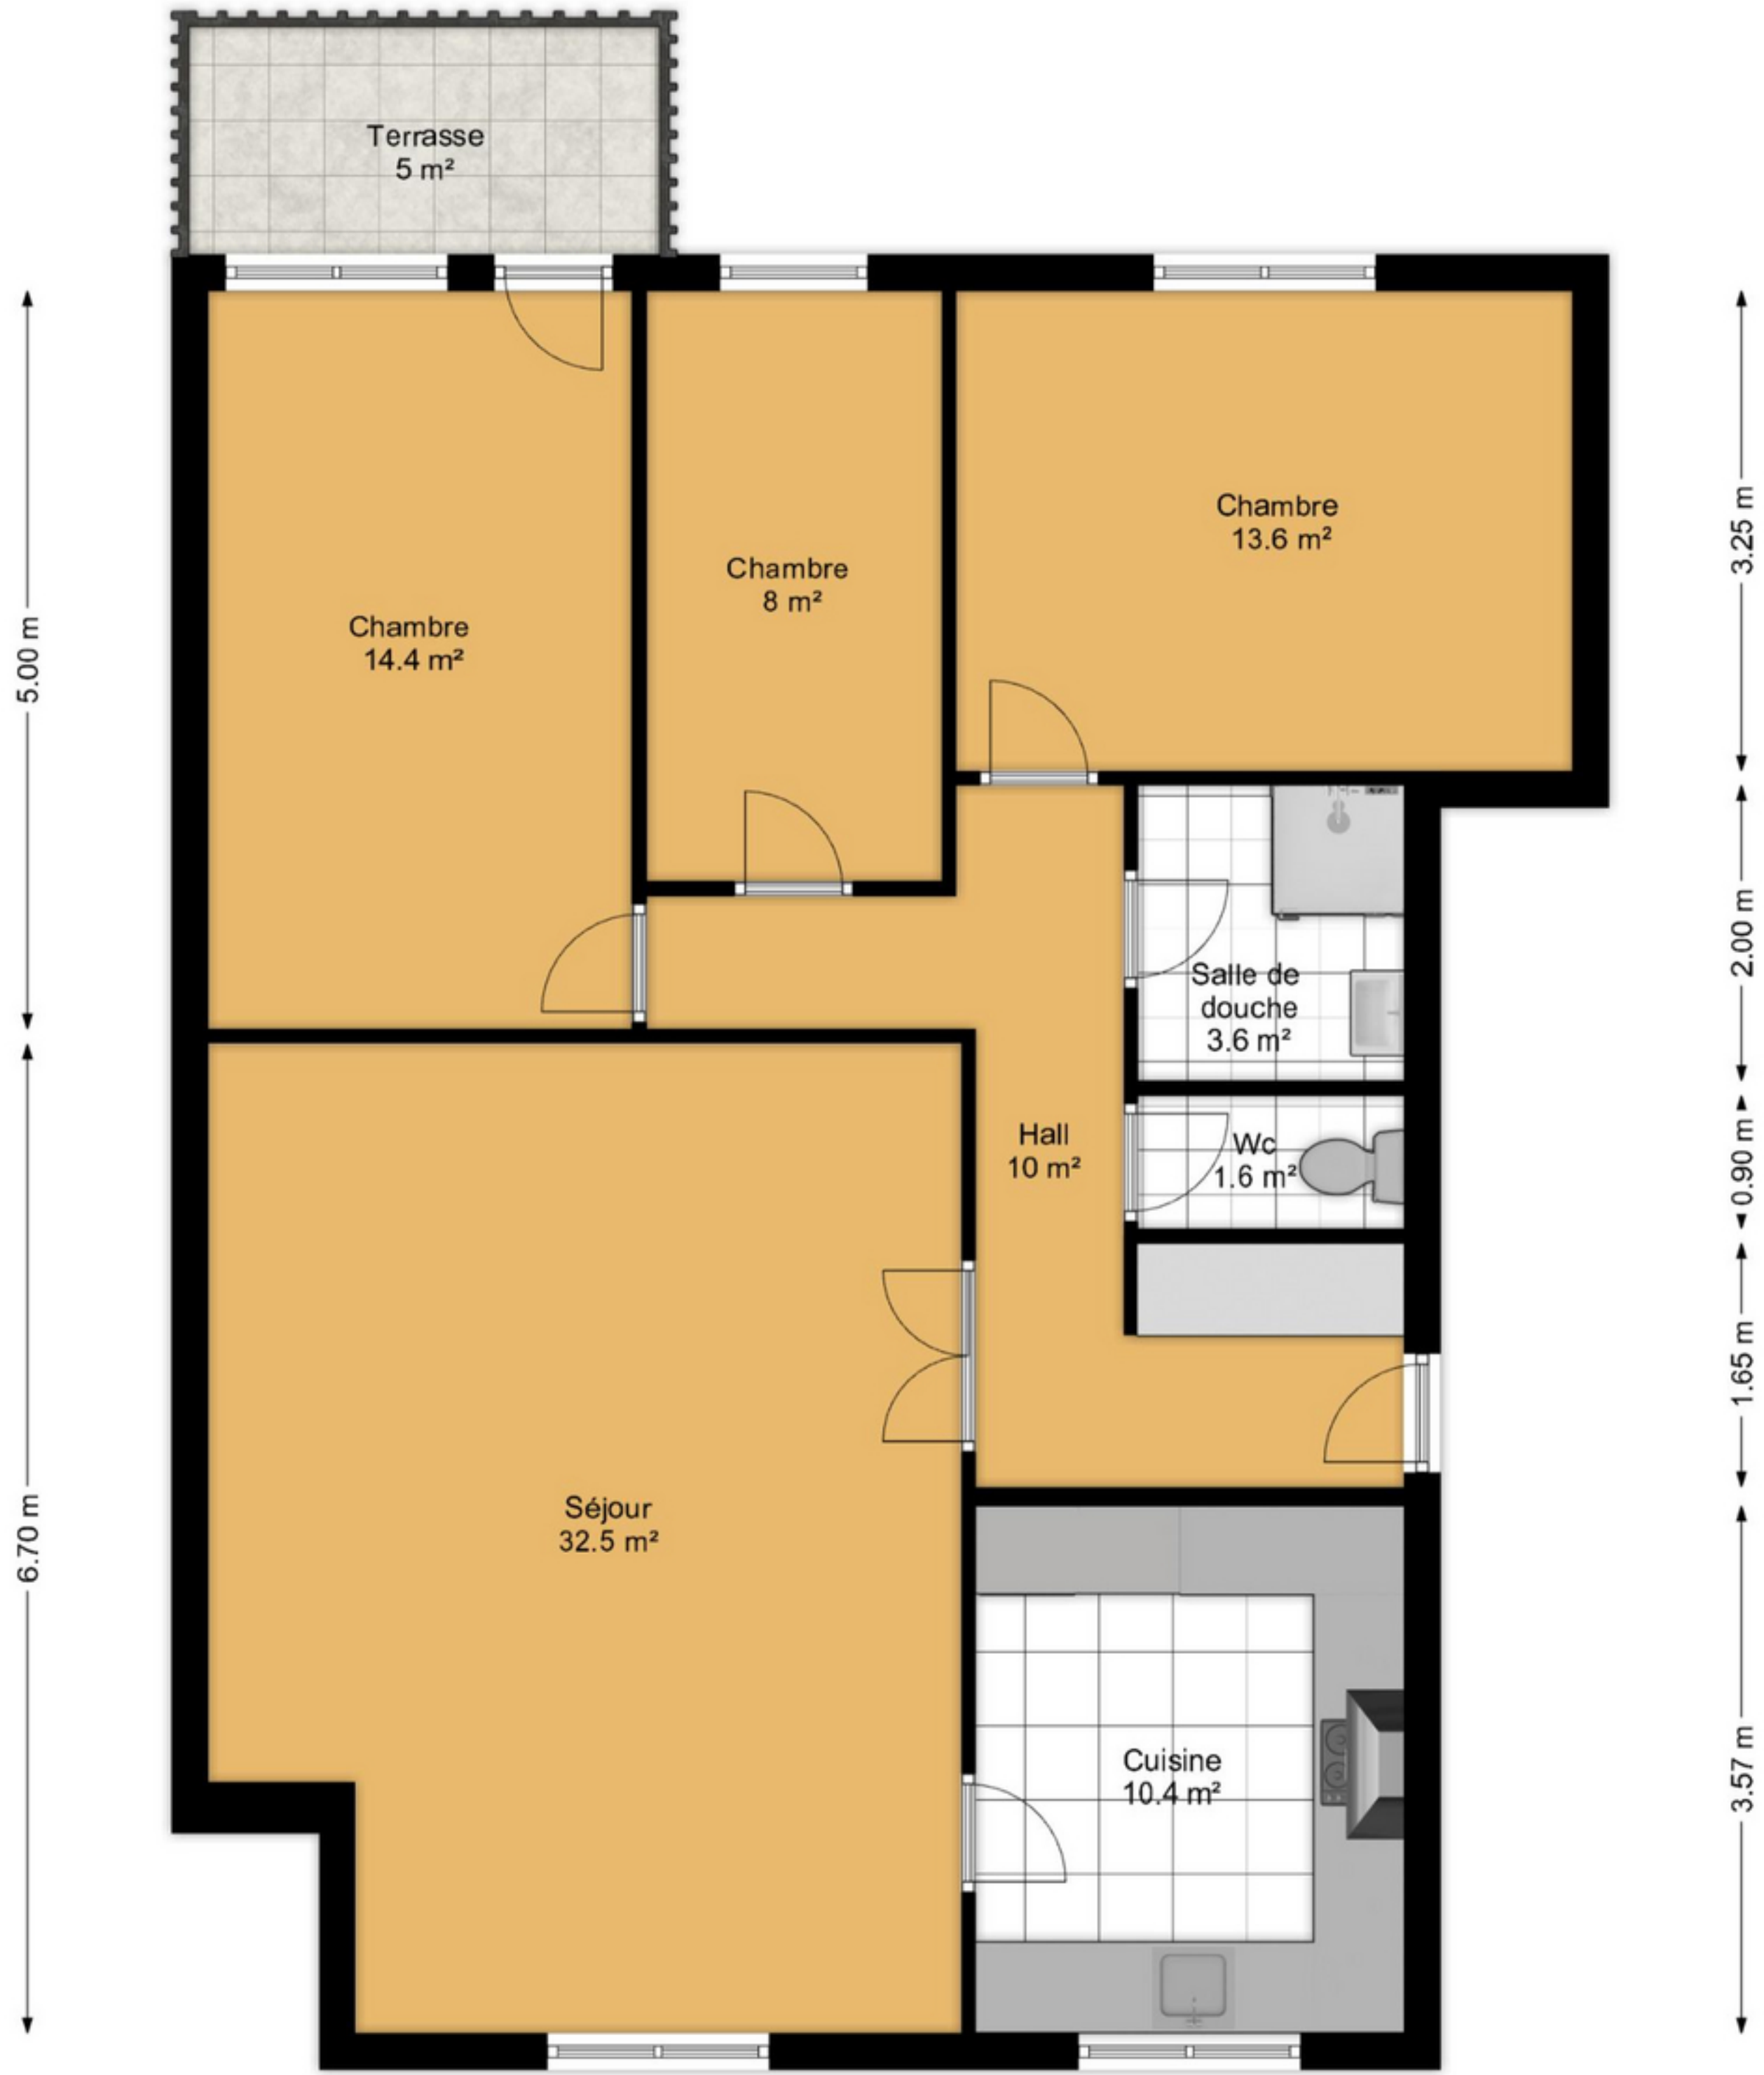 Terrasse
5 m²
Chambre
14.4 m²
Chambre
8 m²
Chambre
13.6 m²
Salle de
douche
3.6 m²
Hall
10 m²
Wc
1.6 m²
Séjour
32.5 m²
Cuisine
10.4 m²
5.00 m
6.70 m
3.25 m
2.00 m
0.90 m
1.65 m
3.57 m